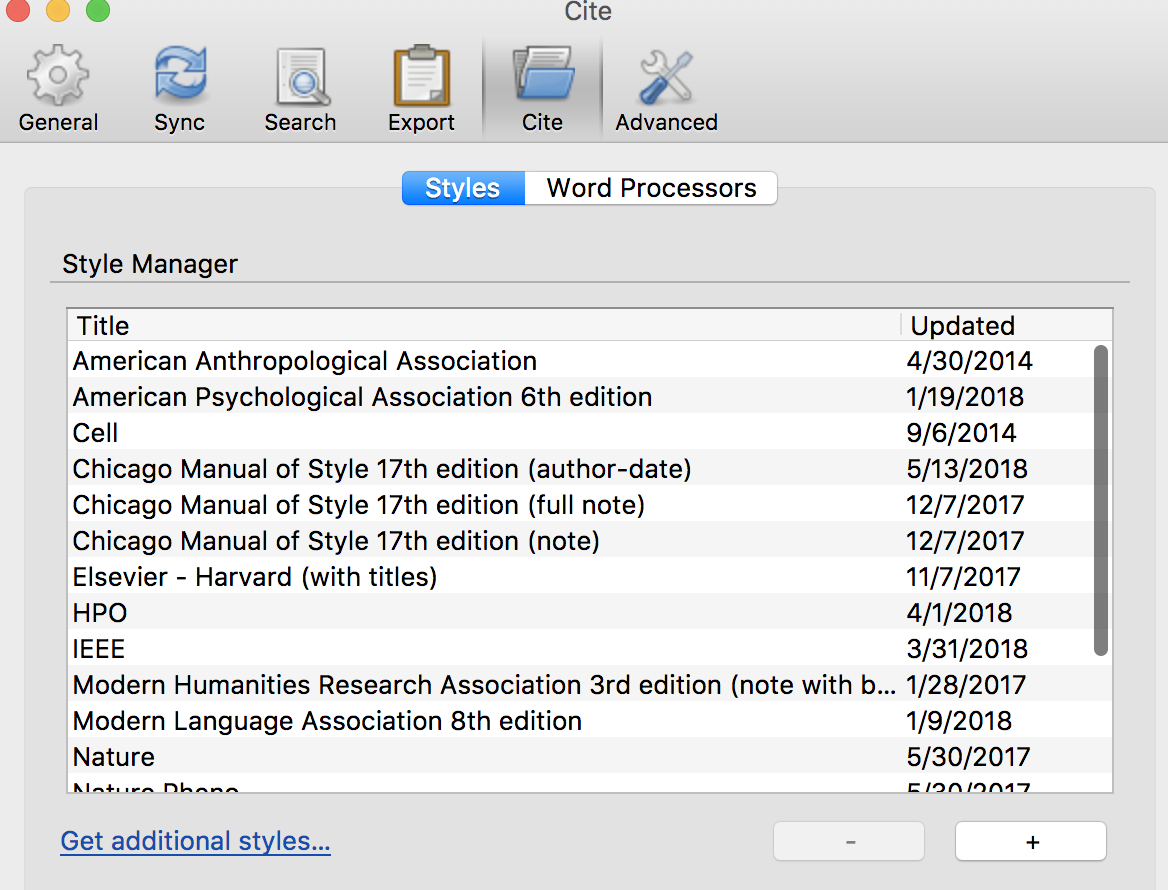 Cite
General Sync Search Export Cite Advanced
Styles Word Processors
Style Manager
Title Updated
American Anthropological Association 4/30/2014
American Psychological Association 6th edition 1/19/2018
Cell 9/6/2014
Chicago Manual of Style 17th edition (author-date) 5/13/2018
Chicago Manual of Style 17th edition (full note) 12/7/2017
Chicago Manual of Style 17th edition (note) 12/7/2017
Elsevier - Harvard (with titles) 11/7/2017
HPO 4/1/2018
IEEE 3/31/2018
Modern Humanities Research Association 3rd edition (note with b... 1/28/2017
Modern Language Association 8th edition 1/9/2018
Nature 5/30/2017
Nature 5/30/2017
Get additional styles... - +